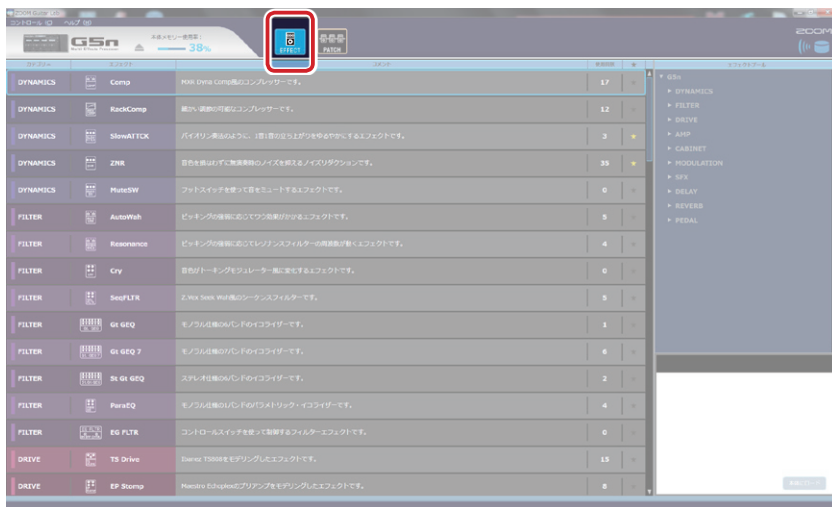 ZOOM
コントロール (C) ヘルプ (H)
G5n
本体メモリー使用率 :
38%
EFFECT
PATCH
ZOOM
カテゴリー エフェクト コメント 使用回数 ★ エフェクトプール
DYNAMICS Comp MXR Dyna Comp風のコンプレッサーです。 17
DYNAMICS RackComp 細かい調整の可能なコンプレッサーです。 12
DYNAMICS SlowATTCK バイオリン奏法のように、1音1音の立ち上がりをゆるやかにするエフェクトです。 3 ★
DYNAMICS ZNR 音色を損なわずに無演奏時のノイズを抑えるノイズリダクションです。 35 ★
DYNAMICS MuteSW フットスイッチを使って音をミュートするエフェクトです。 0
FILTER AutoWah ピッキングの強弱に応じてワウ効果がかかるエフェクトです。 5
FILTER Resonance ピッキングの強弱に応じてレゾナンスフィルターの周波数が動くエフェクトです。 4
FILTER Cry 音色がトーキングモジュレーター風に変化するエフェクトです。 0
FILTER SeqFLTR Z.Vex Seek Wah風のシーケンスフィルターです。 5
FILTER Gt GEQ モノラル仕様の6バンドのイコライザーです。 1
FILTER Gt GEQ 7 モノラル仕様の7バンドのイコライザーです。 6
FILTER St Gt GEQ ステレオ仕様の6バンドのイコライザーです。 2
FILTER ParaEQ モノラル仕様の1バンドのパラメトリック・イコライザーです。 4
FILTER EG FLTR コントロールスイッチを使って制御するフィルターエフェクトです。 0
DRIVE TS Drive Ibanez TS808をモデリングしたエフェクトです。 15
DRIVE EP Stomp Maestro Echoplexのプリアンプをモデリングしたエフェクトです。 8
G5n
DYNAMICS
FILTER
DRIVE
AMP
CABINET
MODULATION
SFX
DELAY
REVERB
PEDAL